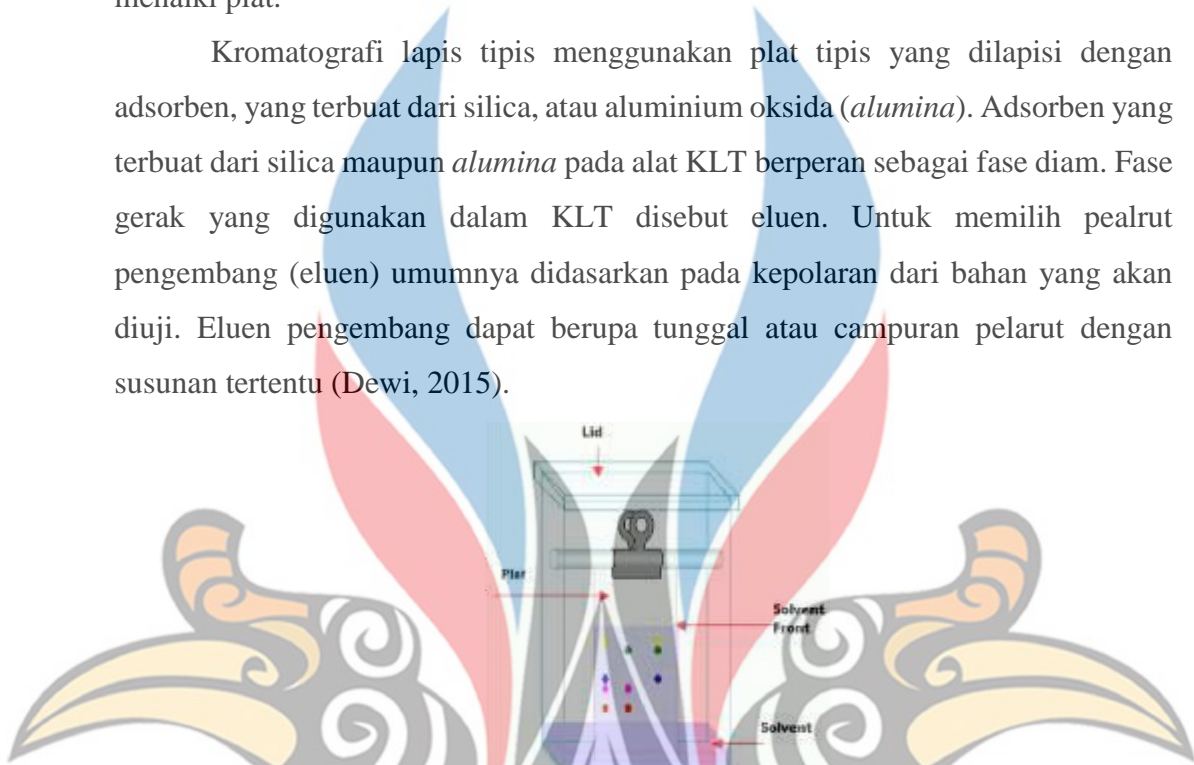 menaiki plat.
Kromatografi lapis tipis menggunakan plat tipis yang dilapisi dengan
adsorben, yang terbuat dari silica, atau aluminium oksida (alumina). Adsorben yang
terbuat dari silica maupun alumina pada alat KLT berperan sebagai fase diam. Fase
gerak yang digunakan dalam KLT disebut eluen. Untuk memilih pealrut
pengembang (eluen) umumnya didasarkan pada kepolaran dari bahan yang akan
diuji. Eluen pengembang dapat berupa tunggal atau campuran pelarut dengan
susunan tertentu (Dewi, 2015).
Lid
Solvent
Front
Solvent